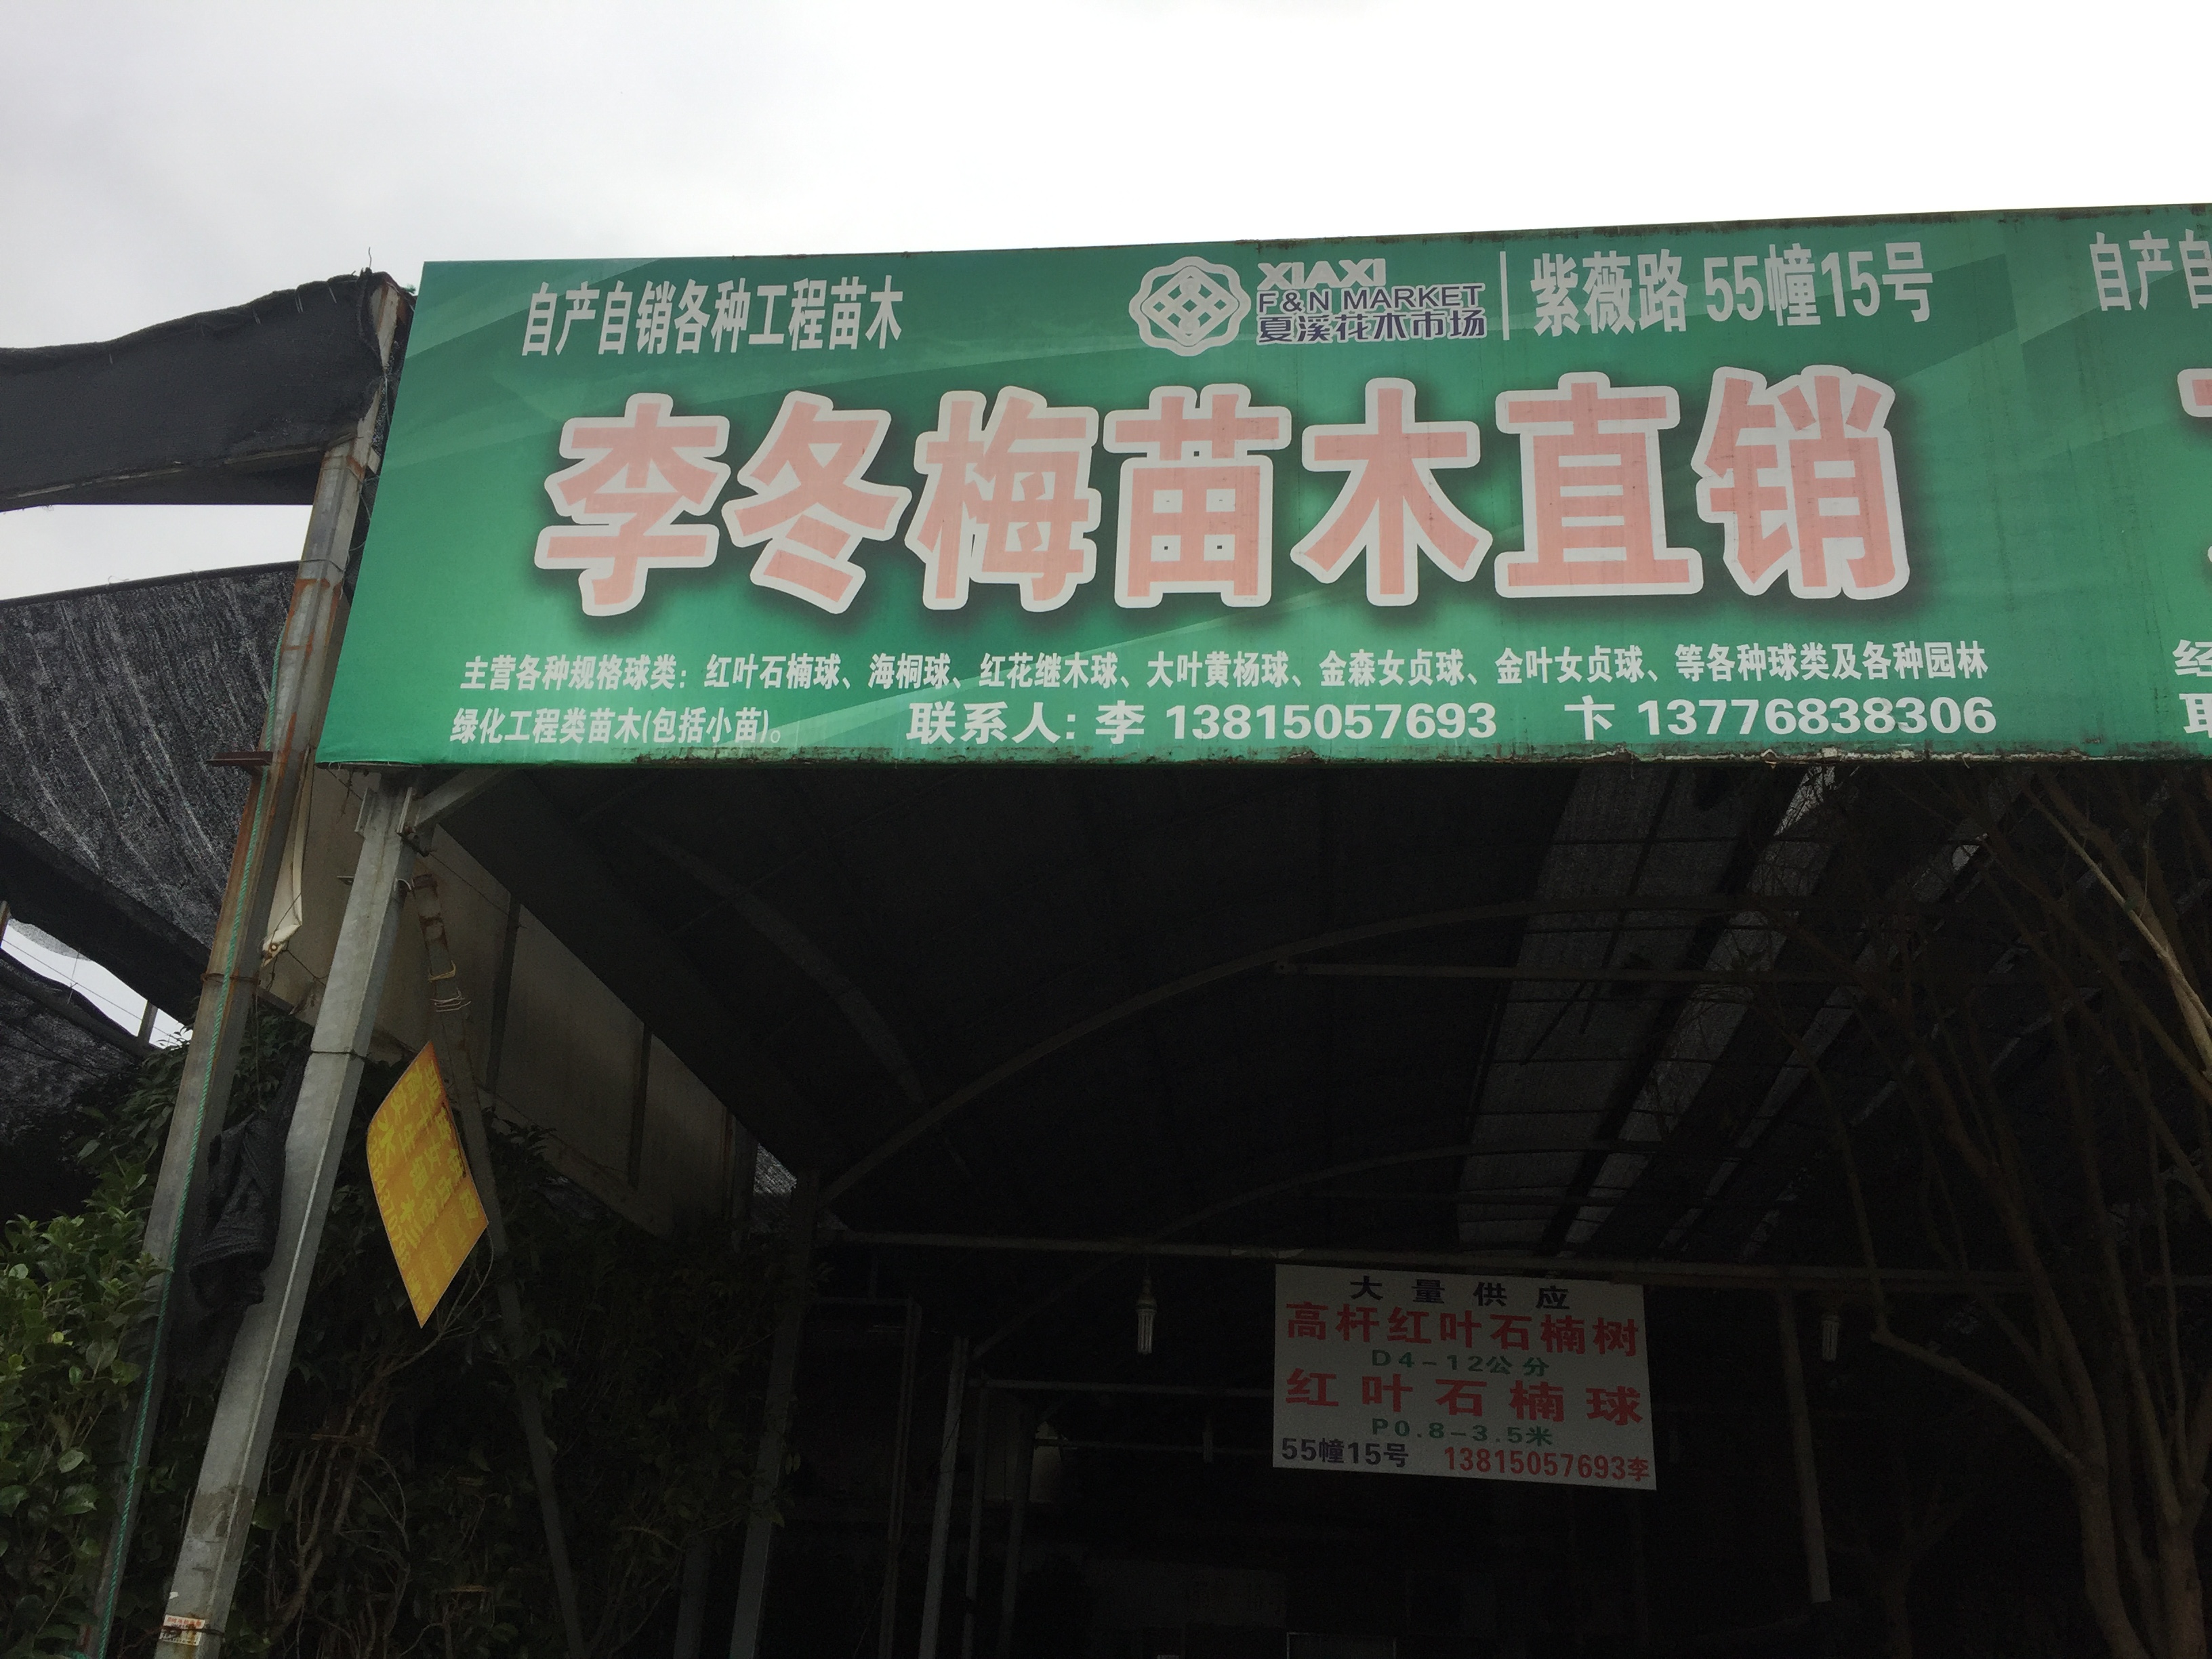 自产自销各种工程苗木
XIAXI
F&N MARKET
夏溪花木市场
紫薇路 55幢15号
李冬梅苗木直销
主营各种规格球类：红叶石楠球、海桐球、红花继木球、大叶黄杨球、金森女贞球、金叶女贞球、等各种球类及各种园林
绿化工程类苗木(包括小苗)。
联系人: 李 13815057693 卞 13776838306
自产自
经
大量供应
高杆红叶石楠树
D4-12公分
红叶石楠球
P0.8-3.5米
55幢15号 13815057693李